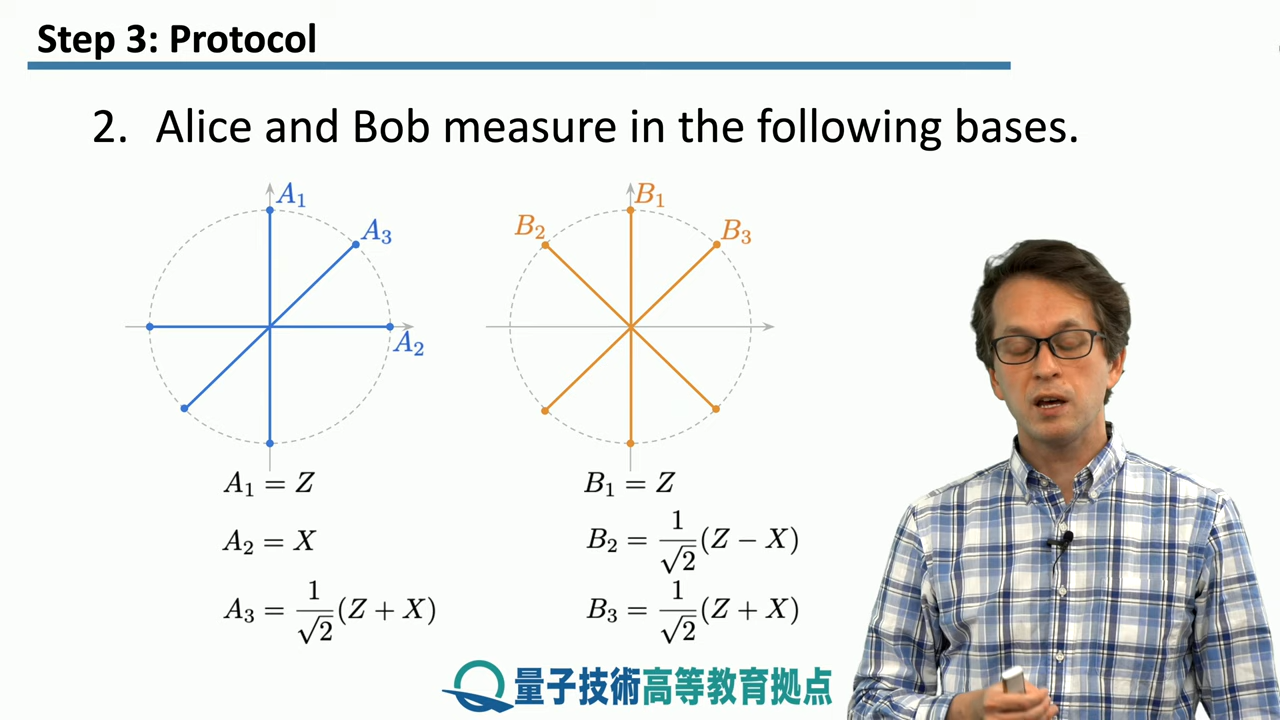 Step 3: Protocol
2. Alice and Bob measure in the following bases.
A₁
A₃
A₂
B₁
B₂
B₃
A₁ = Z
A₂ = X
A₃ = 1/√2 (Z + X)
B₁ = Z
B₂ = 1/√2 (Z − X)
B₃ = 1/√2 (Z + X)
量子技術高等教育拠点